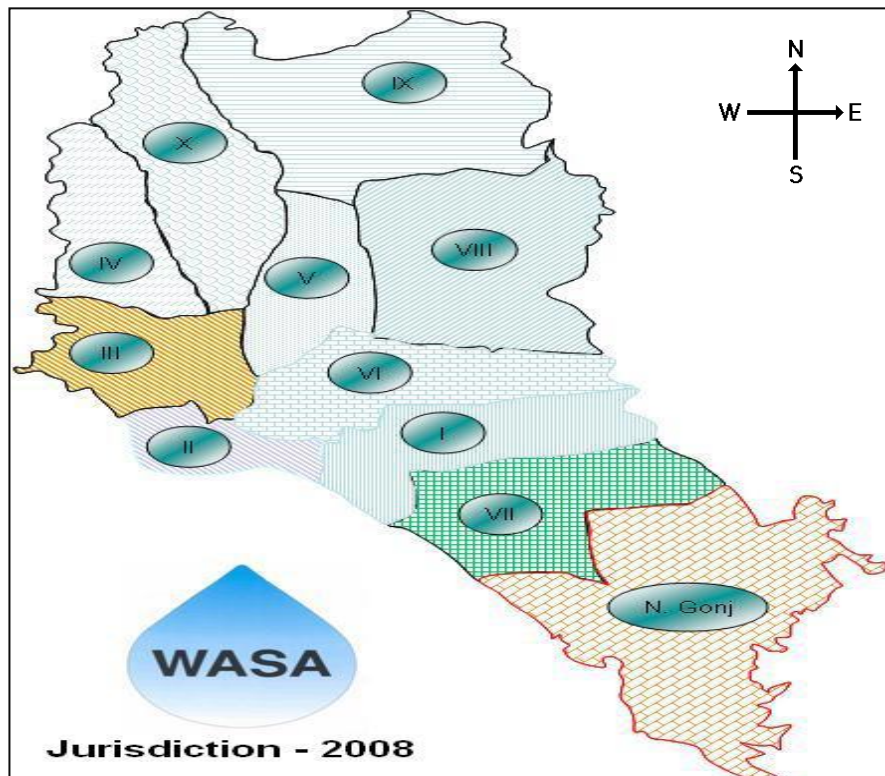 IX
N
W E
S
X
IV
V
VIII
III
VI
II
I
VII
N. Gonj
WASA
Jurisdiction - 2008